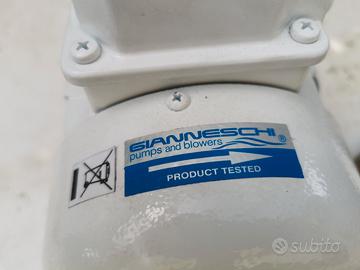 GIANNESCHI
pumps and blowers ®
PRODUCT TESTED
subito